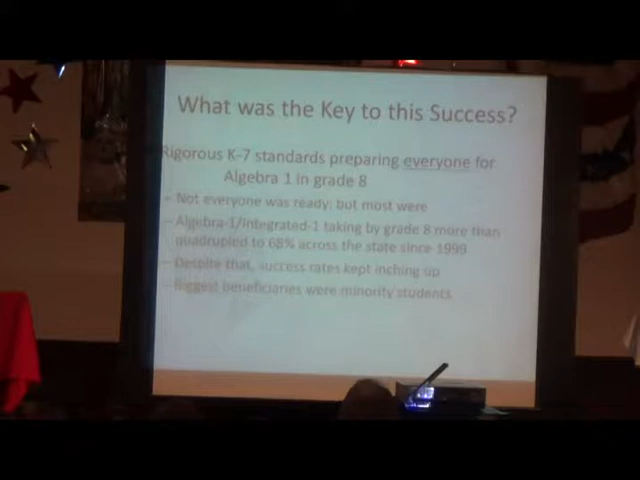 What was the Key to this Success?
Rigorous K-7 standards preparing everyone for
Algebra 1 in grade 8
– Not everyone was ready: but most were
– Algebra-1/Integrated-1 taking by grade 8 more than
quadrupled to 68% across the state since 1999
– Despite that, success rates kept inching up
– Biggest beneficiaries were minority students